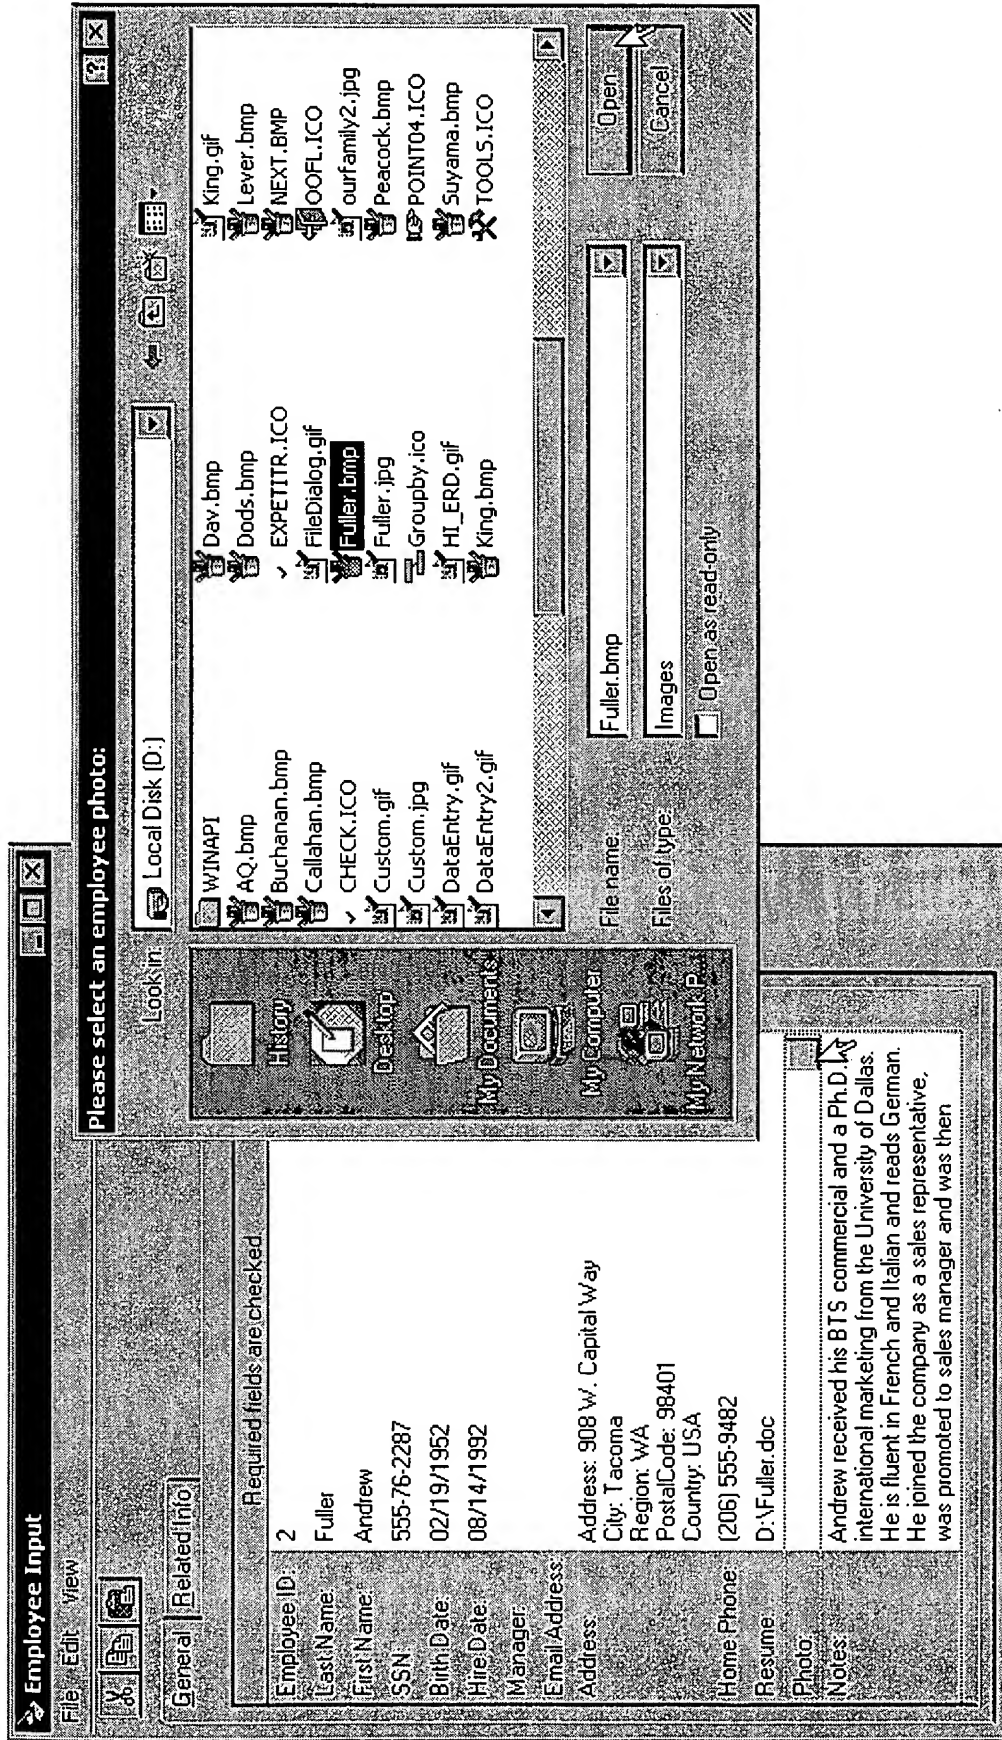 Employee Input
File Edit View
General Related Info
Required fields are checked.
Employee ID: 2
Last Name: Fuller
First Name: Andrew
SSN: 555-76-2287
Birth Date: 02/19/1952
Hire Date: 08/14/1992
Manager:
Email Address:
Address: Address: 908 W. Capital Way
City: Tacoma
Region: WA
PostalCode: 98401
Country: USA
Home Phone: (206) 555-9482
Resume: D:\Fuller.doc
Photo:
Notes: Andrew received his BTS commercial and a Ph.D.
international marketing from the University of Dallas.
He is fluent in French and Italian and reads German.
He joined the company as a sales representative,
was promoted to sales manager and was then
Please select an employee photo:
Look in: Local Disk (D:)
History
Desktop
My Documents
My Computer
My Network P...
WINAPI
AQ.bmp
Buchanan.bmp
Callahan.bmp
CHECK.ICO
Custom.gif
Custom.jpg
DataEntry.gif
DataEntry2.gif
Dav.bmp
Dods.bmp
EXPETITR.ICO
FileDialog.gif
Fuller.bmp
Fuller.jpg
Groupby.ico
HI_ERD.gif
King.bmp
King.gif
Lever.bmp
NEXT.BMP
OOFL.ICO
ourfamily2.jpg
Peacock.bmp
POINT04.ICO
Suyama.bmp
TOOLS.ICO
File name: Fuller.bmp Open
Files of type: Images Cancel
Open as read-only